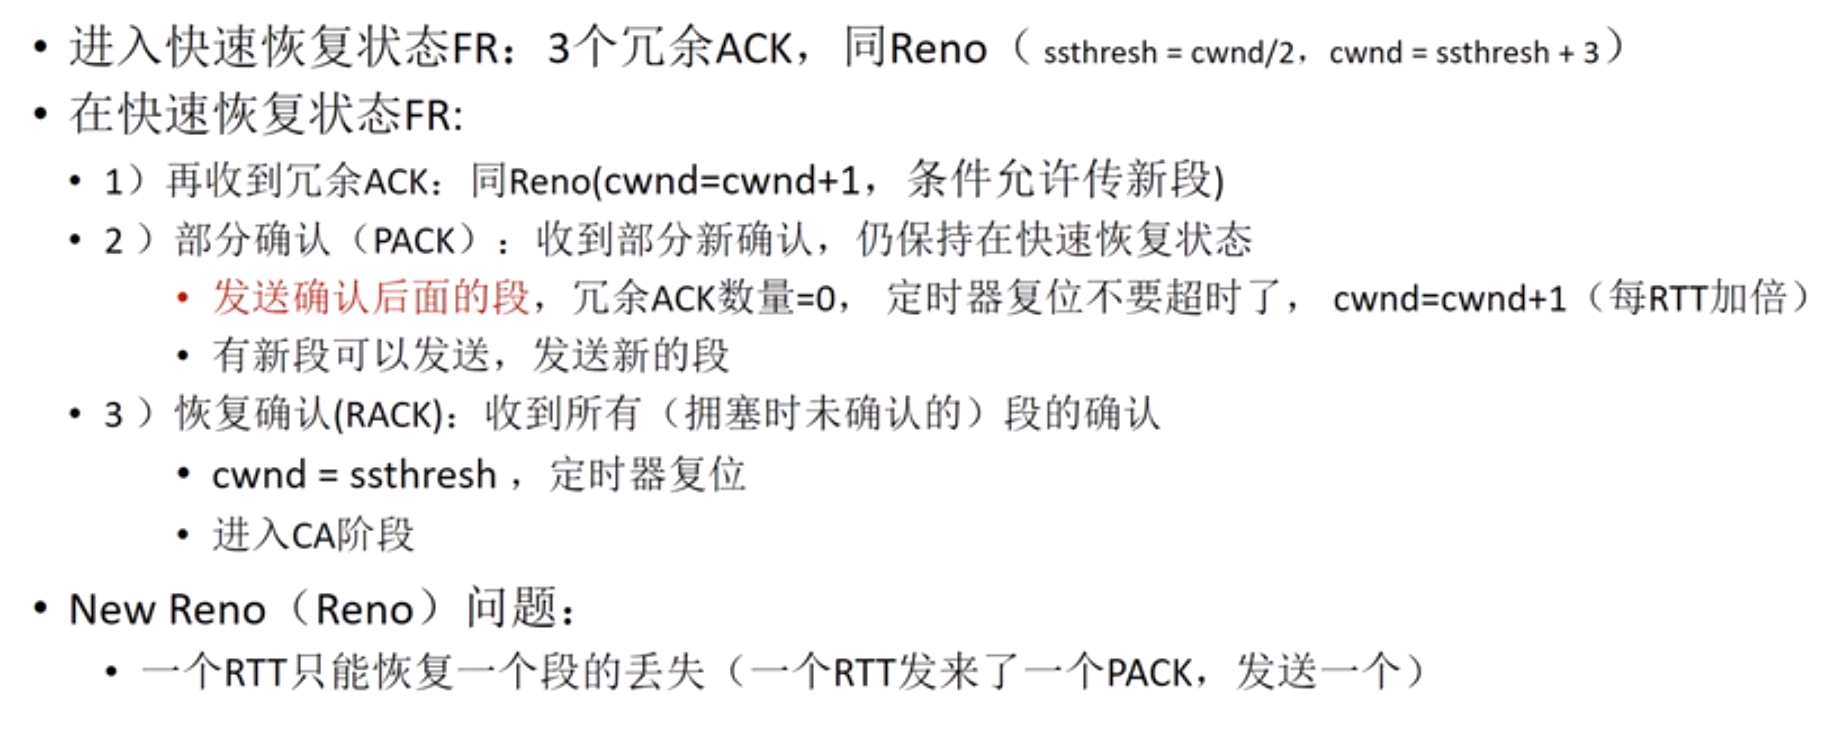 • 进入快速恢复状态FR：3个冗余ACK，同Reno（ssthresh = cwnd/2，cwnd = ssthresh + 3）
• 在快速恢复状态FR:
• 1）再收到冗余ACK：同Reno(cwnd=cwnd+1，条件允许传新段)
• 2 ）部分确认（PACK）：收到部分新确认，仍保持在快速恢复状态
• 发送确认后面的段，冗余ACK数量=0， 定时器复位不要超时了， cwnd=cwnd+1（每RTT加倍）
• 有新段可以发送，发送新的段
• 3 ）恢复确认(RACK)：收到所有（拥塞时未确认的）段的确认
• cwnd = ssthresh ，定时器复位
• 进入CA阶段
• New Reno（Reno）问题：
• 一个RTT只能恢复一个段的丢失（一个RTT发来了一个PACK，发送一个）